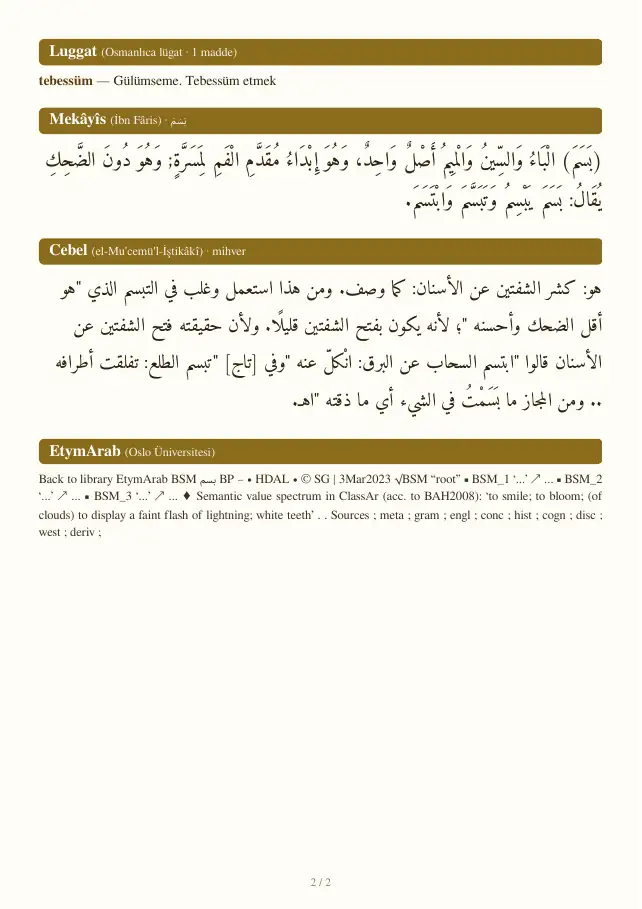 Luggat (Osmanlıca lügat · 1 madde)
tebessüm — Gülümseme. Tebessüm etmek
Mekâyîs (İbn Fâris) · بَسَمَ
(بَسَمَ) الْبَاءُ وَالسِّينُ وَالْمِيمُ أَصْلٌ وَاحِدٌ، وَهُوَ إِبْدَاءُ مُقَدَّمِ الْفَمِ لِمَسَرَّةٍ; وَهُوَ دُونَ الضَّحِكِ
يُقَالُ: بَسَمَ يَبْسِمُ وَتَبَسَّمَ وَابْتَسَمَ.
Cebel (el-Mu'cemü'l-İştikâkî) · mihver
هو: كشر الشفتين عن الأسنان: كما وصف. ومن هذا استعمل وغلب في التبسم الذي "هو
أقل الضحك وأحسنه "؛ لأنه يكون بفتح الشفتين قليلًا. ولأن حقيقته فتح الشفتين عن
الأسنان قالوا "ابتسم السحاب عن البرق: انْكلّ عنه "وفي [تاج] "تبسم الطلع: تفلقت أطرافه
.. ومن المجاز ما بَسَمْتُ في الشيء أي ما ذقته "اهـ.
EtymArab (Oslo Üniversitesi)
Back to library EtymArab BSM بسم BP – • HDAL • © SG | 3Mar2023 √BSM “root” ▪ BSM_1 ‘...’ ↗ ... ▪ BSM_2
‘...’ ↗ ... ▪ BSM_3 ‘...’ ↗ ... ♦ Semantic value spectrum in ClassAr (acc. to BAH2008): ‘to smile; to bloom; (of
clouds) to display a faint flash of lightning; white teeth’ . . Sources ; meta ; gram ; engl ; conc ; hist ; cogn ; disc ;
west ; deriv ;
2 / 2